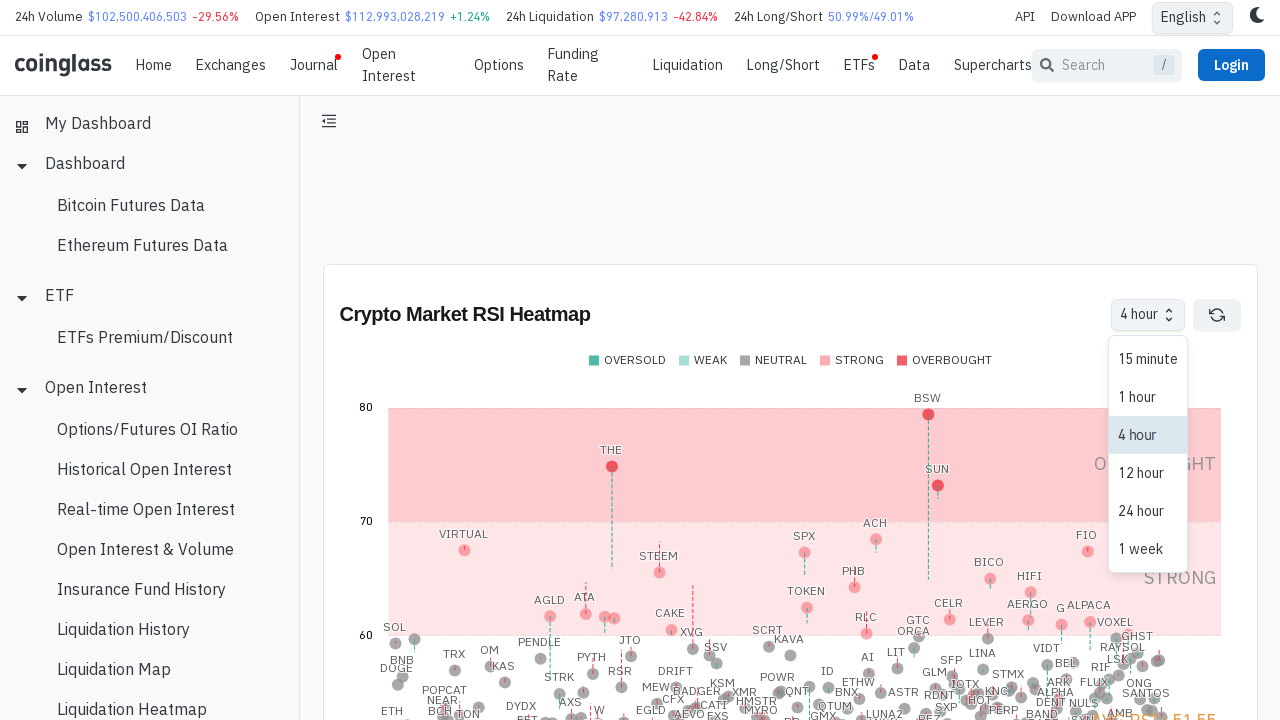 24h Volume $102,500,406,503 -29.56% Open Interest $112,993,028,219 +1.24% 24h Liquidation $97,280,913 -42.84% 24h Long/Short 50.99%/49.01% API Download APP English
coinglass Home Exchanges Journal Open Interest Options Funding Rate Liquidation Long/Short ETFs Data Supercharts Search / Login
My Dashboard
Dashboard
Bitcoin Futures Data
Ethereum Futures Data
ETF
ETFs Premium/Discount
Open Interest
Options/Futures OI Ratio
Historical Open Interest
Real-time Open Interest
Open Interest & Volume
Insurance Fund History
Liquidation History
Liquidation Map
Liquidation Heatmap
Crypto Market RSI Heatmap
4 hour
15 minute
1 hour
4 hour
12 hour
24 hour
1 week
OVERSOLD WEAK NEUTRAL STRONG OVERBOUGHT
80
BSW
THE
SUN
70
VIRTUAL
ACH
SPX
FIO
STEEM
BICO
PHB
HIFI
STRONG
TOKEN
AGLD
ATA
CELR
AERGO
G
ALPACA
CAKE
RLC
GTC
LEVER
VOXEL
60
SOL
XVG
SCRT
ORCA
PENDLE
JTO
KAVA
GHST
SSV
RAYSOL
VIDT
TRX
OM
BNB
PYTH
AI
LIT
LINA
LSK
DOGE
KAS
RSR
DRIFT
ID
SFP
BEL
RIF
STRK
POWR
GLM
STMX
MEW
ETHW
IOTX
ARK
FLUX
ONG
POPCAT
BADGER
XMR
QNT
BNX
ASTR
RDNT
KNC
ALPHA
SANTOS
NEAR
AXS
CFX
CATI
HMSTR
CTUM
HOT
DENT
NULS
ETH
BCH
TON
DYDX
W
EGLD
AEVO
FXS
MYRO
GMX
LUNA2
SXP
PERP
BAND
AMB